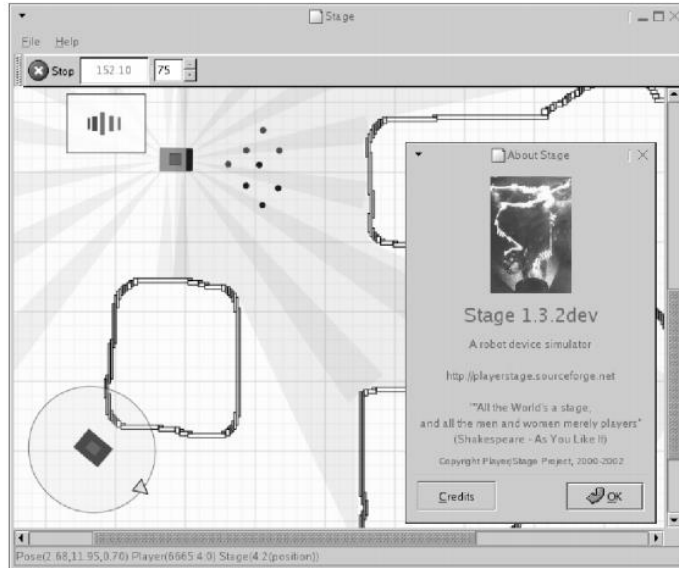 Stage
File Help
Stop 152.10 75
About Stage
Stage 1.3.2dev
A robot device simulator
http://playerstage.sourceforge.net
"'All the World's a stage,
and all the men and women merely players"
(Shakespeare - As You Like It)
Copyright Player/Stage Project, 2000-2002
Credits OK
Pose(2.68,11.95,0.70) Player(6665:4:0) Stage(4.2(position))